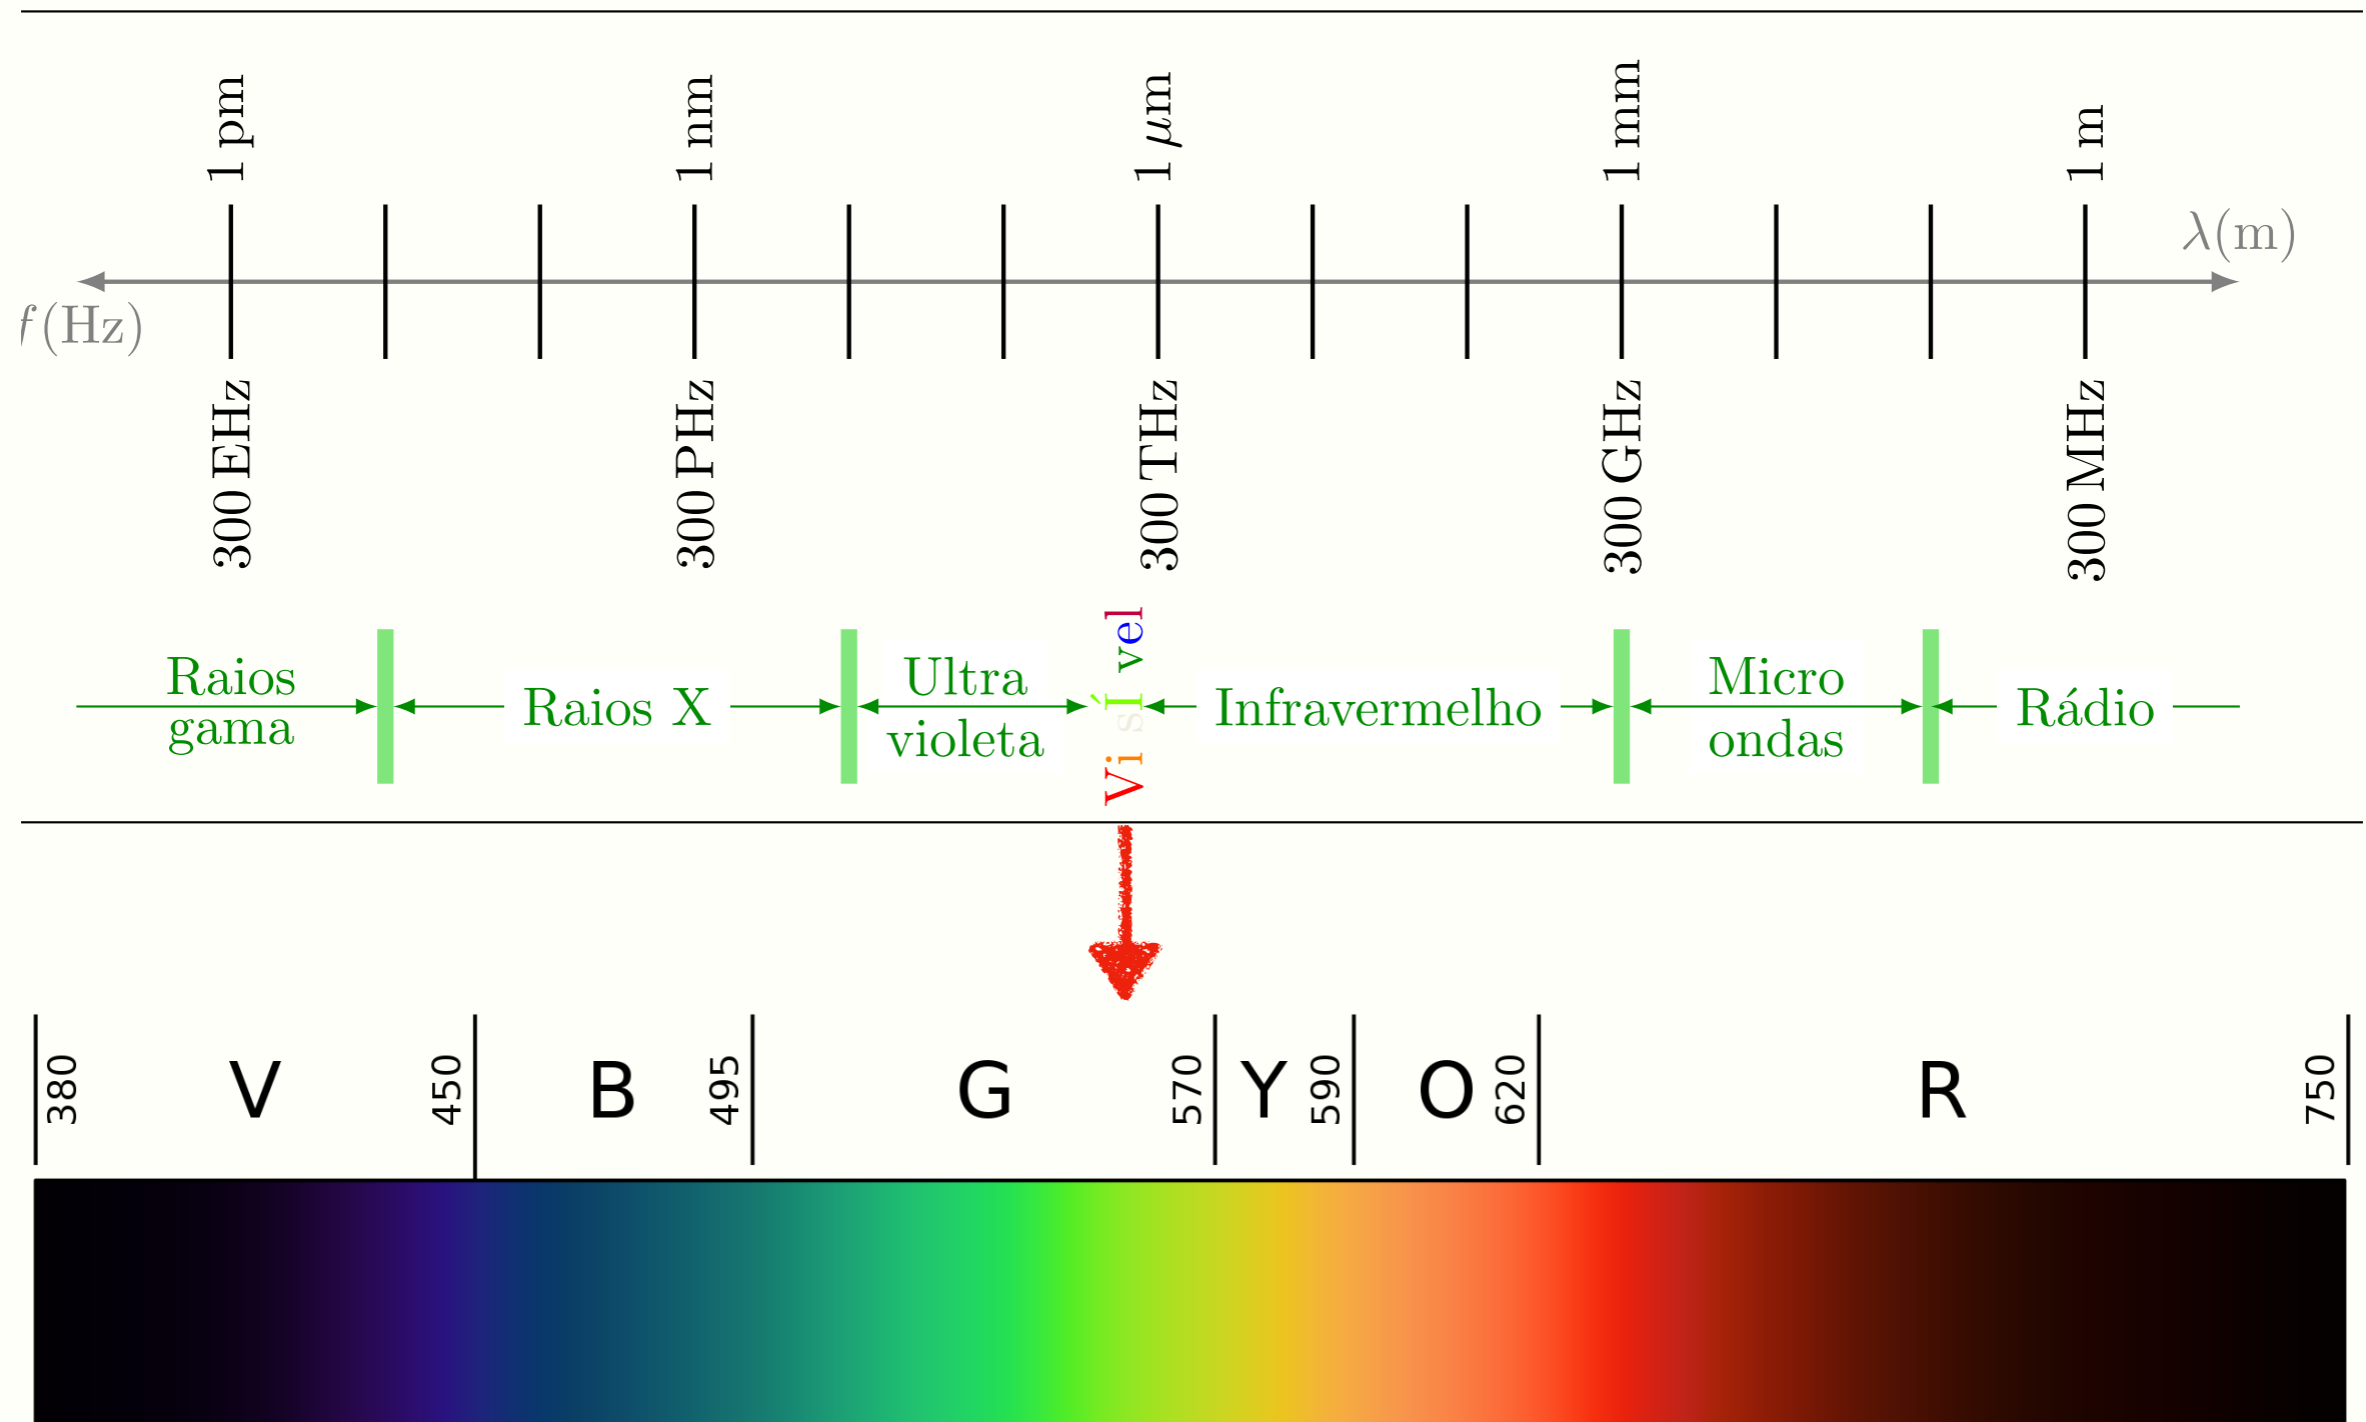 1 pm
1 nm
1 μm
1 mm
1 m
λ(m)
f(Hz)
300 EHz
300 PHz
300 THz
300 GHz
300 MHz
Raios
gama
Raios X
Ultra
violeta
Visível
Infravermelho
Micro
ondas
Rádio
380 V 450 B 495 G 570 Y 590 O 620 R 750